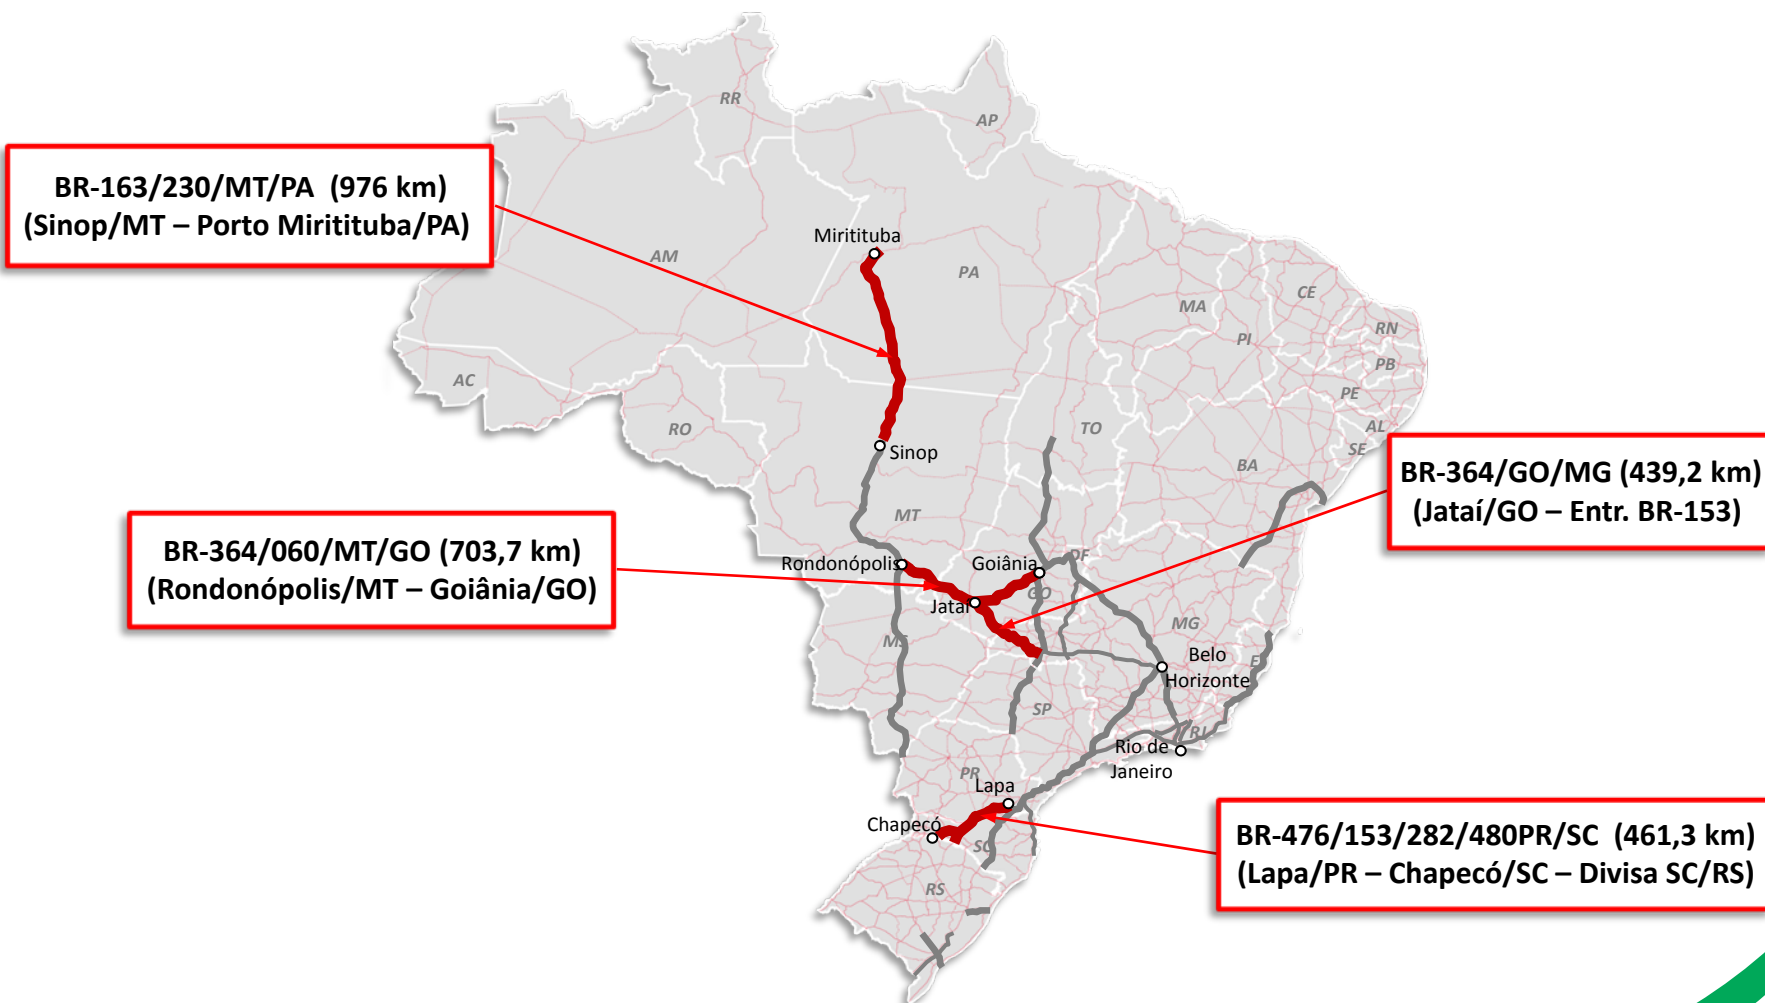 RR
AP
BR-163/230/MT/PA (976 km)
(Sinop/MT – Porto Miritituba/PA)
Miritituba
AM
PA
MA
CE
PI
RN
PB
PE
AC
RO
TO
AL
SE
Sinop
BA
BR-364/GO/MG (439,2 km)
(Jataí/GO – Entr. BR-153)
MT
BR-364/060/MT/GO (703,7 km)
(Rondonópolis/MT – Goiânia/GO)
Rondonópolis
Goiânia
DF
GO
Jataí
MG
MS
Belo
Horizonte
ES
SP
RJ
Rio de
Janeiro
PR
Lapa
Chapecó
SC
BR-476/153/282/480PR/SC (461,3 km)
(Lapa/PR – Chapecó/SC – Divisa SC/RS)
RS